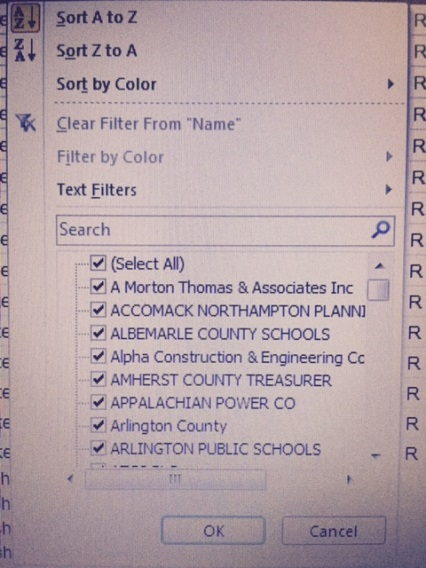 Sort A to Z
Sort Z to A
Sort by Color
Clear Filter From "Name"
Filter by Color
Text Filters
Search
(Select All)
A Morton Thomas & Associates Inc
ACCOMACK NORTHAMPTON PLANNI
ALBEMARLE COUNTY SCHOOLS
Alpha Construction & Engineering Co
AMHERST COUNTY TREASURER
APPALACHIAN POWER CO
Arlington County
ARLINGTON PUBLIC SCHOOLS
OK
Cancel